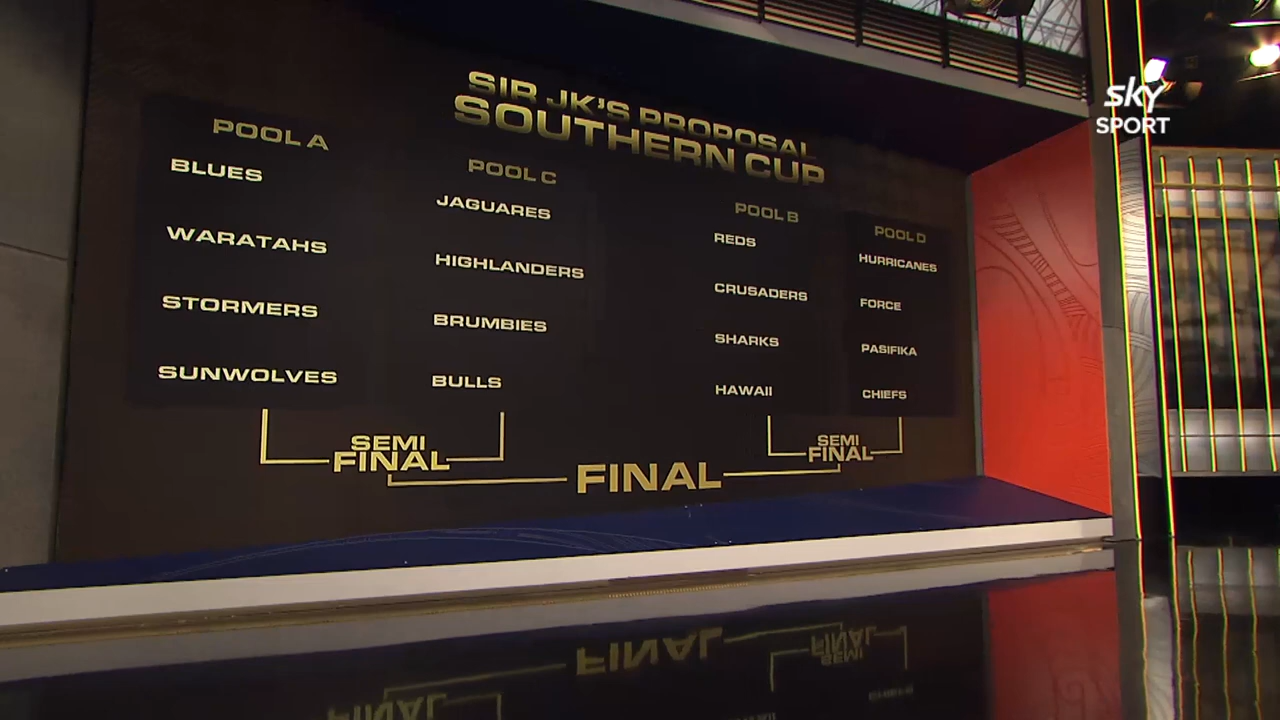 sky
SPORT
SIR JK'S PROPOSAL
SOUTHERN CUP
POOL A
BLUES
WARATAHS
STORMERS
SUNWOLVES
POOL C
JAGUARES
HIGHLANDERS
BRUMBIES
BULLS
POOL B
REDS
CRUSADERS
SHARKS
HAWAII
POOL D
HURRICANES
FORCE
PASIFIKA
CHIEFS
SEMI
FINAL
SEMI
FINAL
FINAL